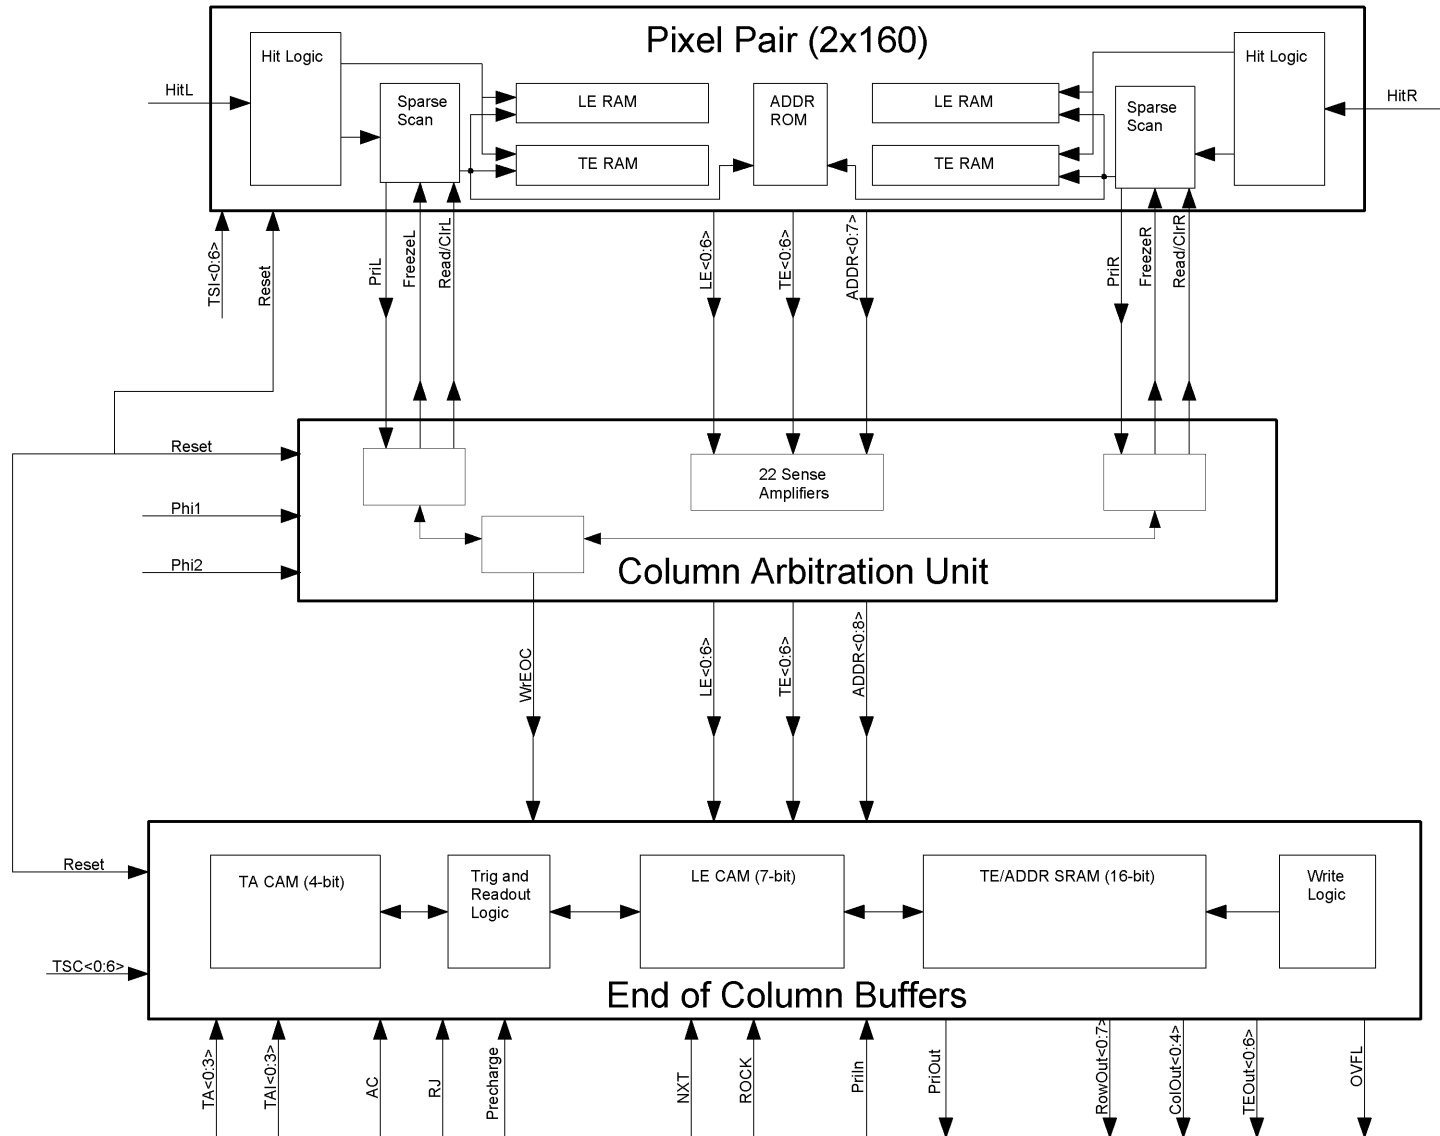 Pixel Pair (2x160)
Hit Logic
Hit Logic
HitL
HitR
Sparse
Scan
LE RAM
ADDR
ROM
LE RAM
Sparse
Scan
TE RAM
TE RAM
TSI<0:6>
Reset
PriL
FreezeL
Read/ClrL
LE<0:6>
TE<0:6>
ADDR<0:7>
PriR
FreezeR
Read/ClrR
Reset
Phi1
Phi2
22 Sense
Amplifiers
Column Arbitration Unit
WrEOC
LE<0:6>
TE<0:6>
ADDR<0:8>
Reset
TSC<0:6>
TA CAM (4-bit)
Trig and
Readout
Logic
LE CAM (7-bit)
TE/ADDR SRAM (16-bit)
Write
Logic
End of Column Buffers
TA<0:3>
TAI<0:3>
AC
RJ
Precharge
NXT
ROCK
PriIn
PriOut
RowOut<0:7>
ColOut<0:4>
TEOut<0:6>
OVFL